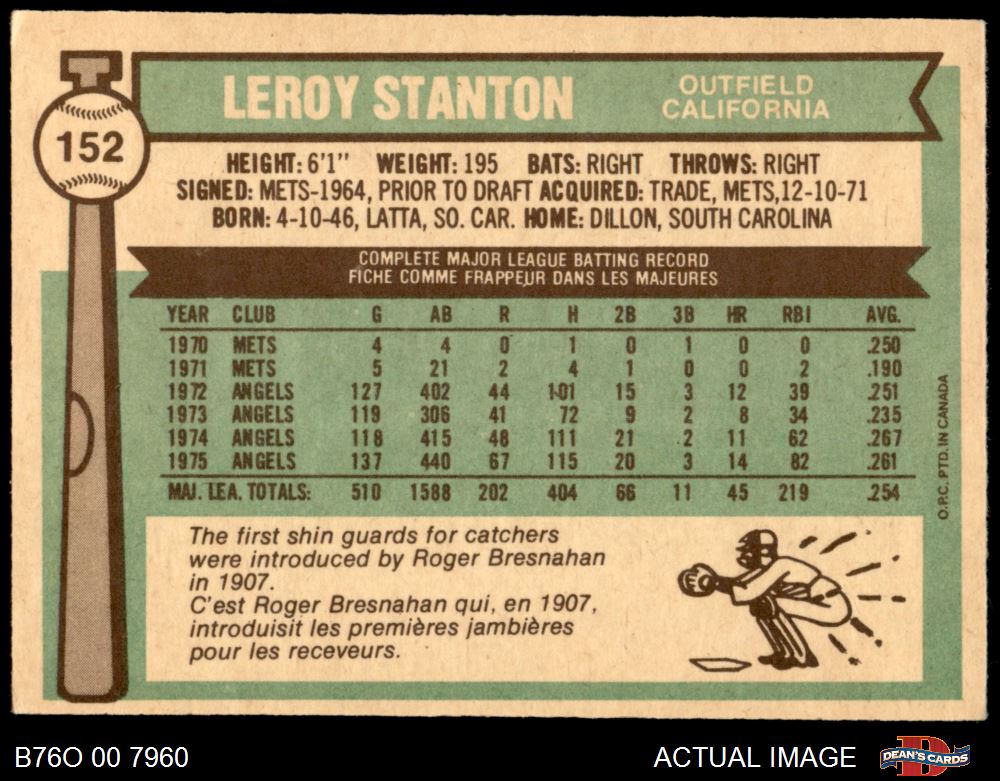 152
LEROY STANTON
OUTFIELD
CALIFORNIA
HEIGHT: 6'1" WEIGHT: 195 BATS: RIGHT THROWS: RIGHT
SIGNED: METS-1964, PRIOR TO DRAFT ACQUIRED: TRADE, METS,12-10-71
BORN: 4-10-46, LATTA, SO. CAR. HOME: DILLON, SOUTH CAROLINA
COMPLETE MAJOR LEAGUE BATTING RECORD
FICHE COMME FRAPPEUR DANS LES MAJEURES
YEAR CLUB G AB R H 2B 3B HR RBI AVG.
1970 METS 4 4 0 1 0 1 0 0 .250
1971 METS 5 21 2 4 1 0 0 2 .190
1972 ANGELS 127 402 44 101 15 3 12 39 .251
1973 ANGELS 119 306 41 72 9 2 8 34 .235
1974 ANGELS 118 415 48 111 21 2 11 62 .267
1975 ANGELS 137 440 67 115 20 3 14 82 .261
MAJ. LEA. TOTALS: 510 1588 202 404 66 11 45 219 .254
O.P.C. PTD. IN CANADA
The first shin guards for catchers
were introduced by Roger Bresnahan
in 1907.
C'est Roger Bresnahan qui, en 1907,
introduisit les premières jambières
pour les receveurs.
B76O 00 7960
ACTUAL IMAGE
DEAN'S CARDS